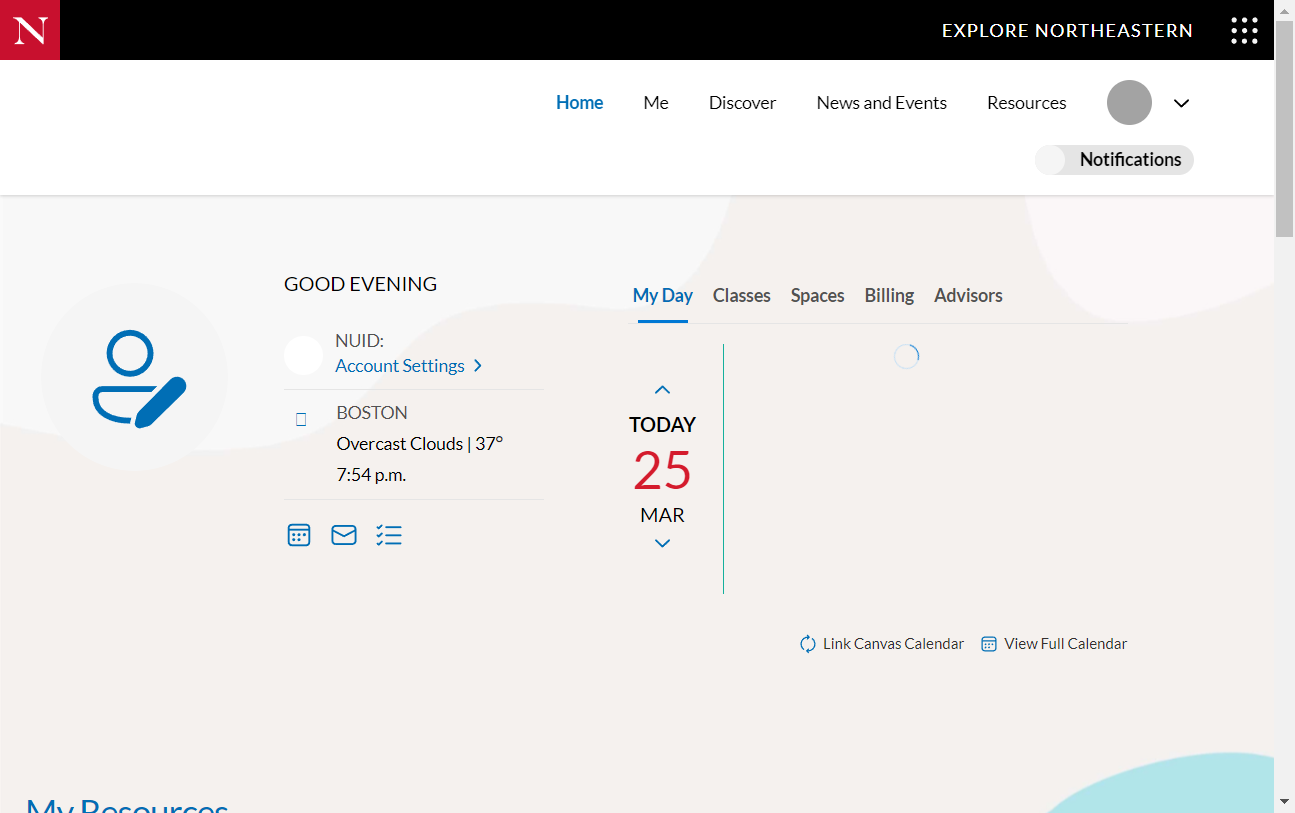 N
EXPLORE NORTHEASTERN
Home Me Discover News and Events Resources
Notifications
GOOD EVENING
NUID:
Account Settings
BOSTON
Overcast Clouds | 37°
7:54 p.m.
My Day Classes Spaces Billing Advisors
TODAY
25
MAR
Link Canvas Calendar View Full Calendar
My Resources